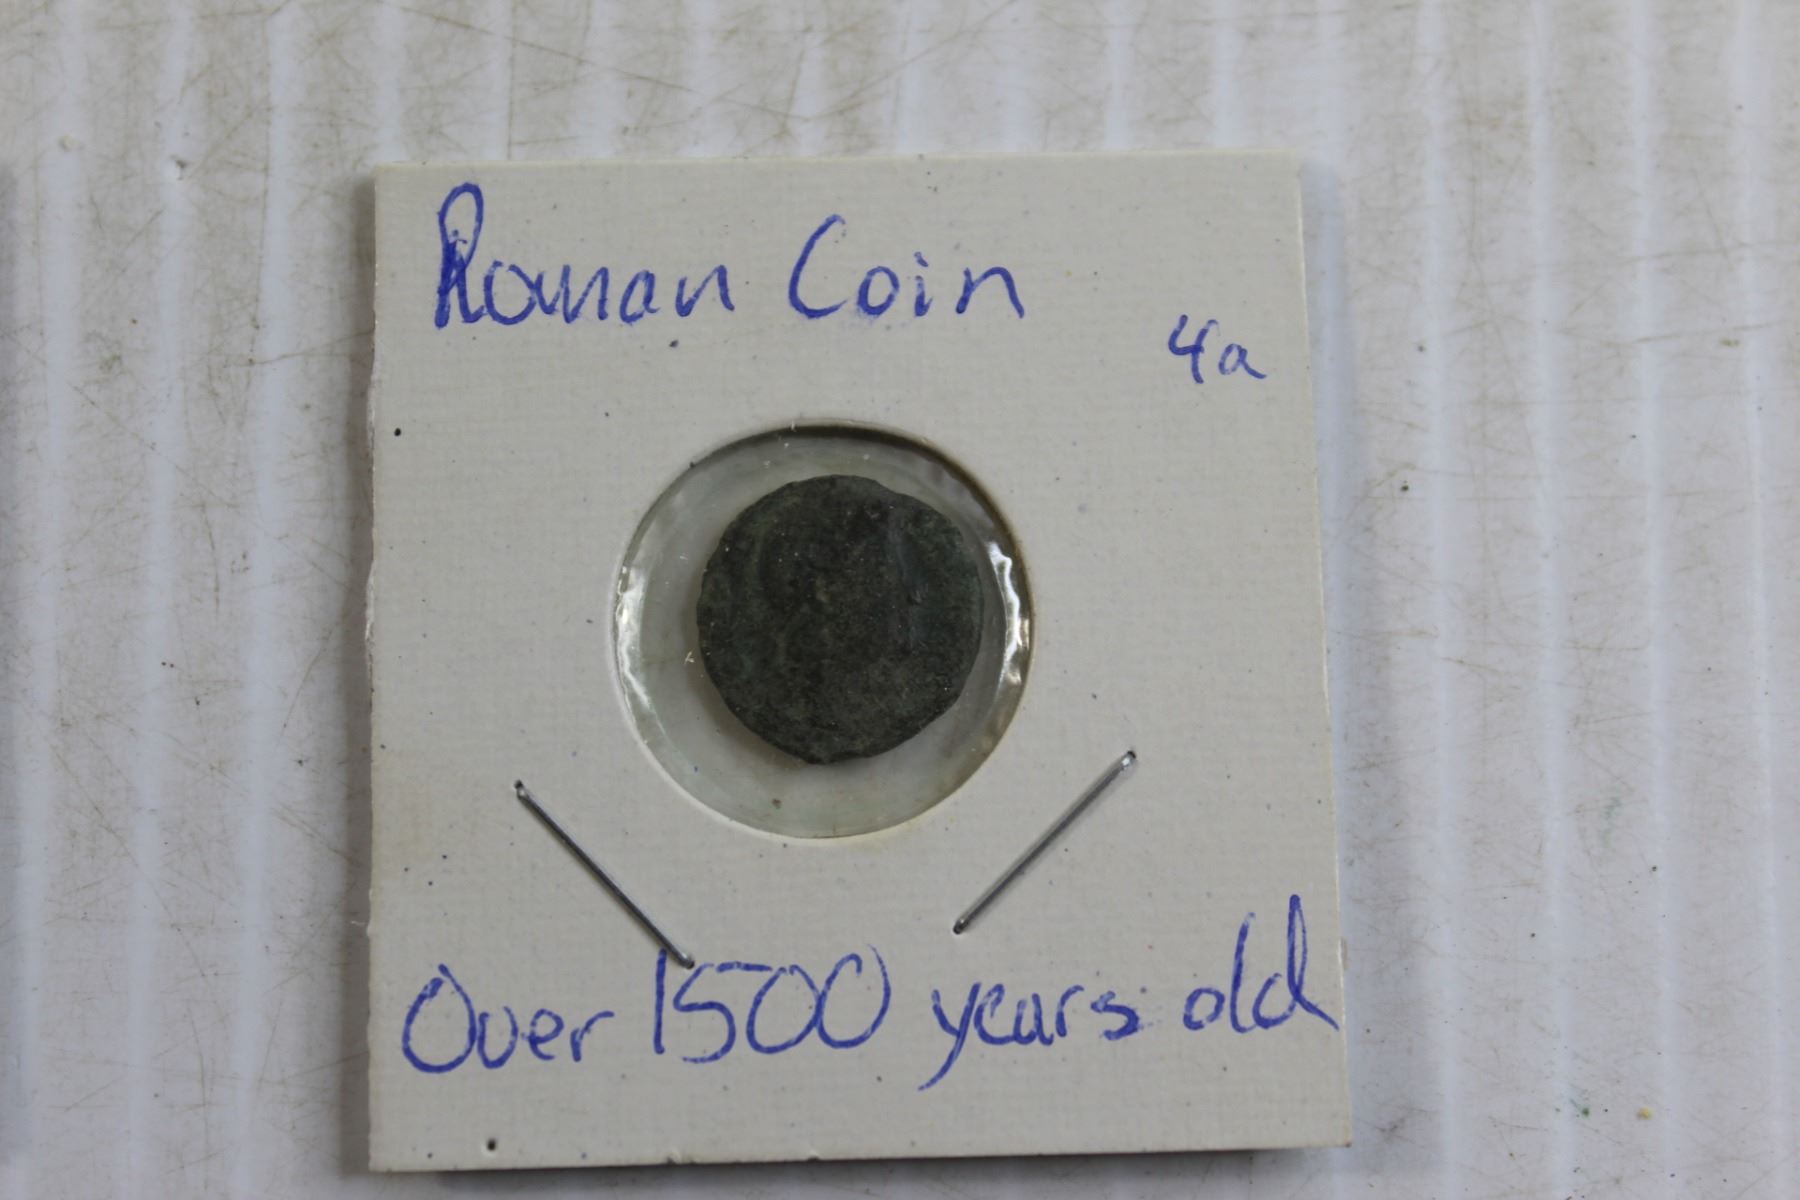 Roman Coin
4a
Over 1500 years old